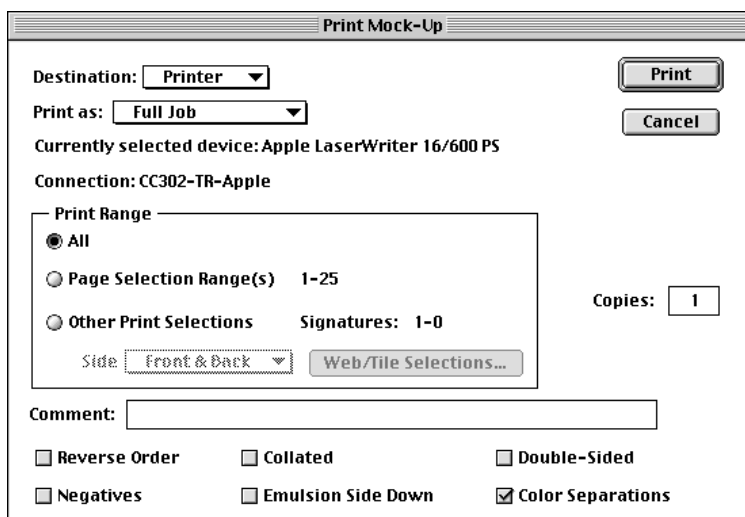 Print Mock-Up
Destination: Printer
Print
Print as: Full Job
Cancel
Currently selected device: Apple LaserWriter 16/600 PS
Connection: CC302-TR-Apple
Print Range
All
Page Selection Range(s) 1-25
Copies: 1
Other Print Selections Signatures: 1-0
Side Front & Back Web/Tile Selections...
Comment:
Reverse Order Collated Double-Sided
Negatives Emulsion Side Down Color Separations